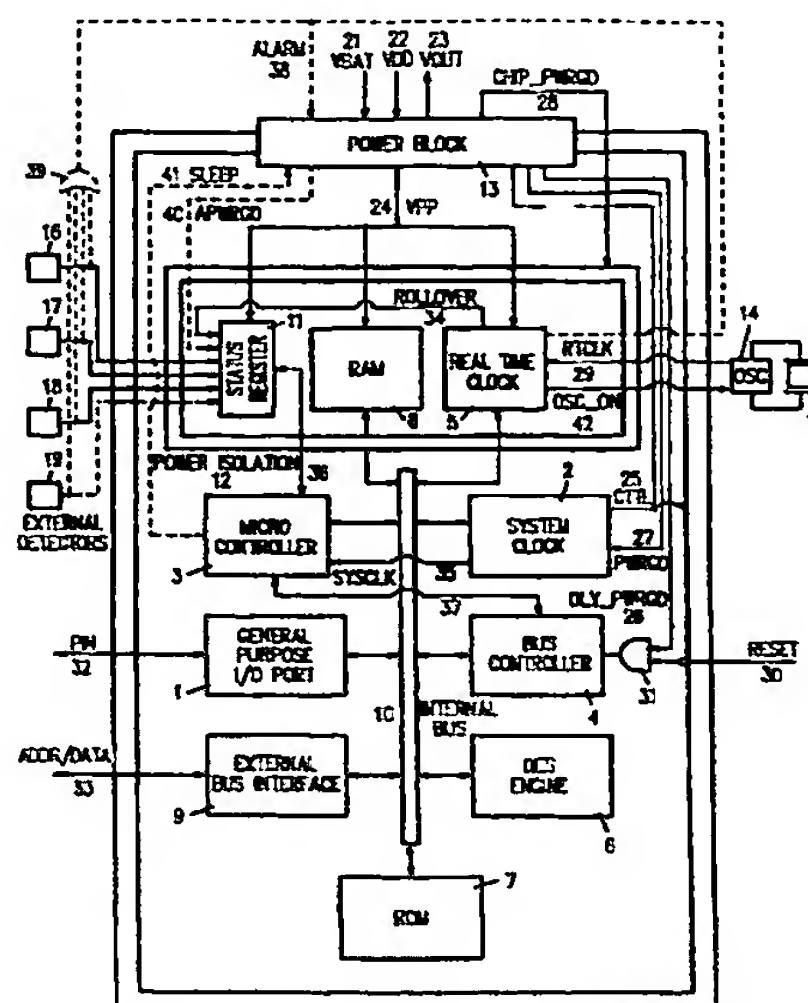 21 22 23
ALARM VBAT VDD VOUT
38
CHIP_PWRGD
28
POWER BLOCK
13
39
41 SLEEP
40 APWRGD
24 VPP
16
17
18
19
EXTERNAL
DETECTORS
ROLLOVER
34
11
STATUS
REGISTER
RAM
8
REAL TIME
CLOCK
5
RTCLK
29
OSC_ON
42
14
OSC
POWER ISOLATION
12
36
2
MICRO
CONTROLLER
3
SYSTEM
CLOCK
25
CTRL
27
PWRGD
SYSCLK
35
37
DLY_PWRGD
PIN
32
GENERAL
PURPOSE
I/O PORT
1
BUS
CONTROLLER
4
31
RESET
30
10
INTERNAL
BUS
ADDR/DATA
33
EXTERNAL
BUS INTERFACE
9
DES
ENGINE
6
7
ROM